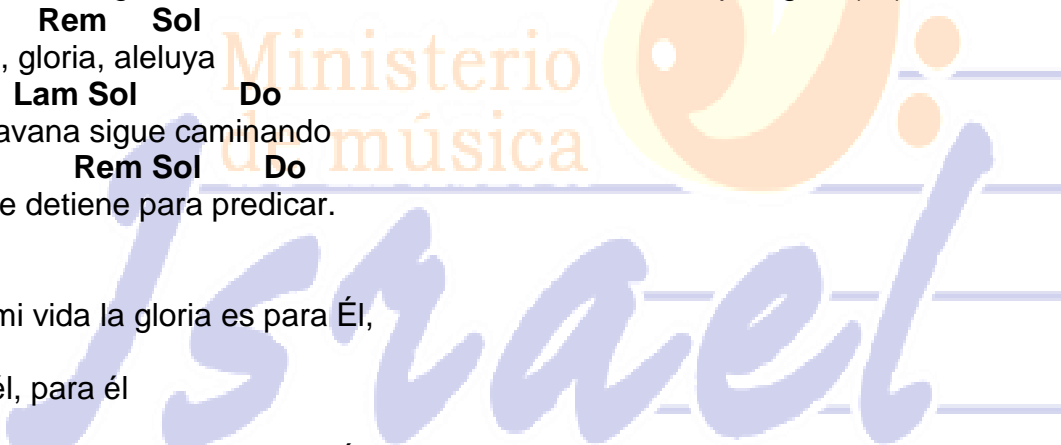 Rem Sol
, gloria, aleluya
Lam Sol Do
avana sigue caminando
Rem Sol Do
e detiene para predicar.
mi vida la gloria es para Él,
él, para él
Ministerio
de música
Israel